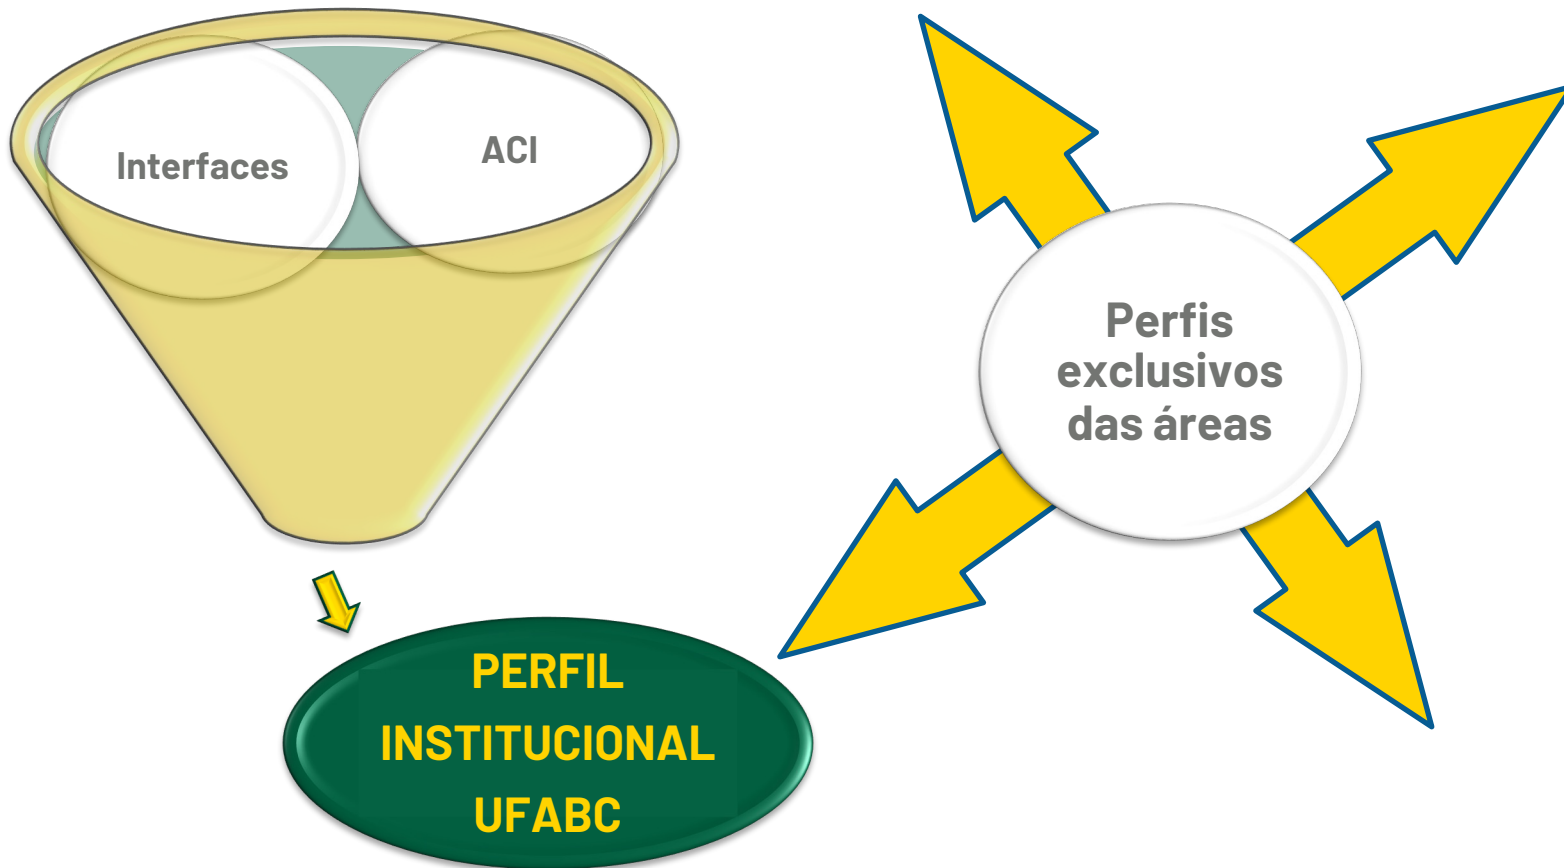 Interfaces
ACI
Perfis
exclusivos
das áreas
PERFIL
INSTITUCIONAL
UFABC